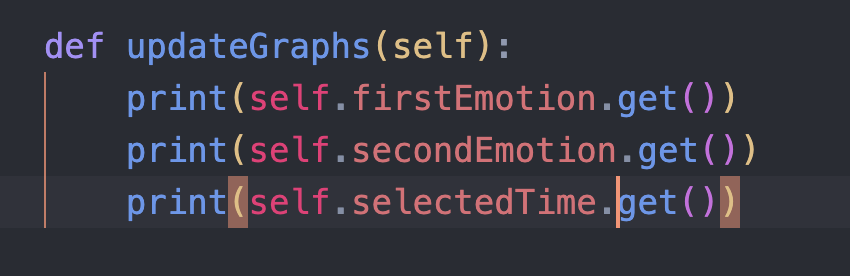 def updateGraphs(self):
    print(self.firstEmotion.get())
    print(self.secondEmotion.get())
    print(self.selectedTime.get())